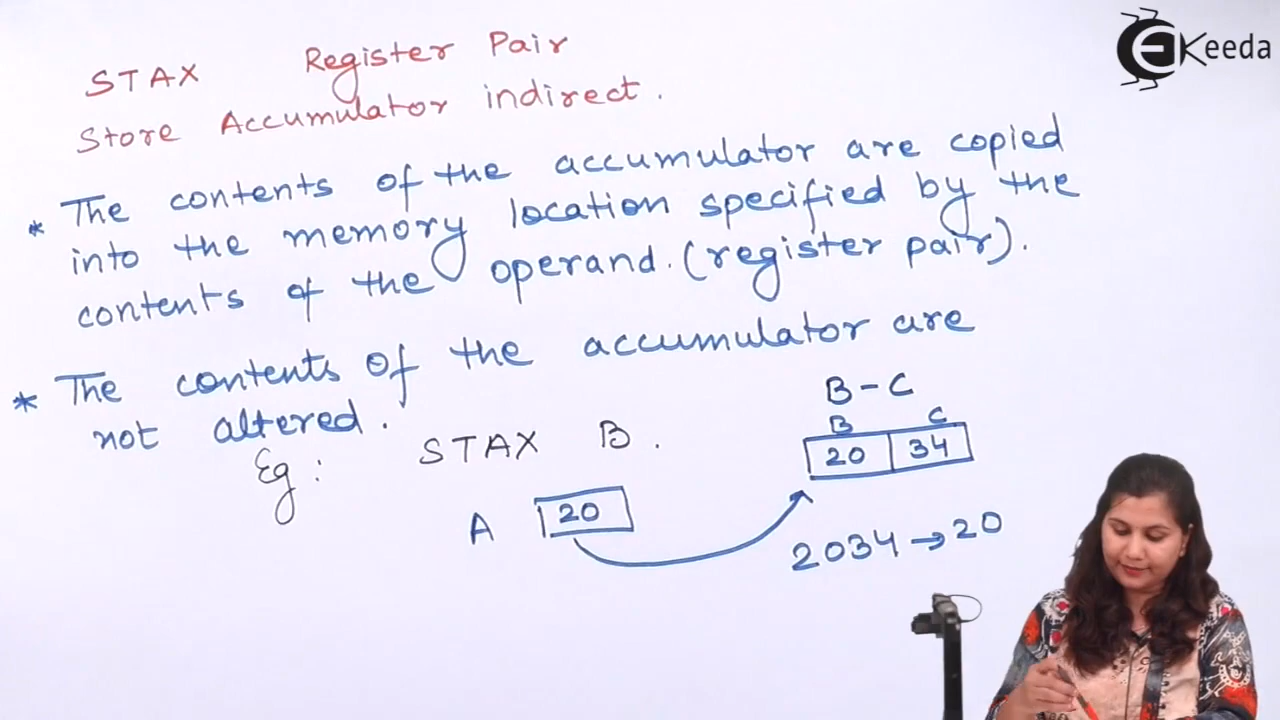 Keeda
STAX Register Pair
Store Accumulator indirect.
* The contents of the accumulator are copied
into the memory location specified by the
contents of the operand. (register pair).
* The contents of the accumulator are
not altered.
Eg: STAX B.
B-C
B C
20 34
A 20
2034 → 20